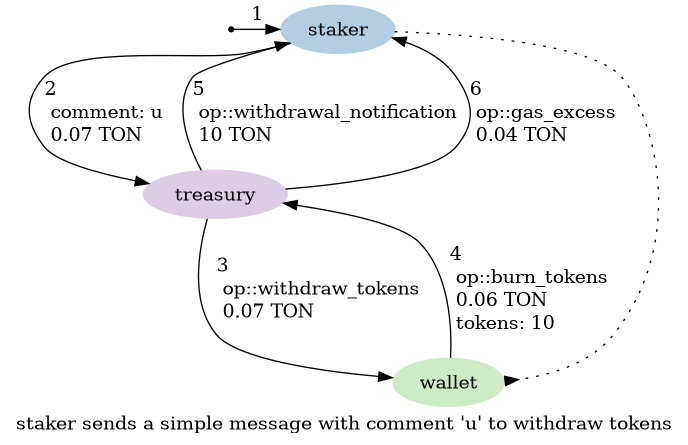 1
staker
2
comment: u
0.07 TON
5
op::withdrawal_notification
10 TON
6
op::gas_excess
0.04 TON
treasury
3
op::withdraw_tokens
0.07 TON
4
op::burn_tokens
0.06 TON
tokens: 10
wallet
staker sends a simple message with comment 'u' to withdraw tokens